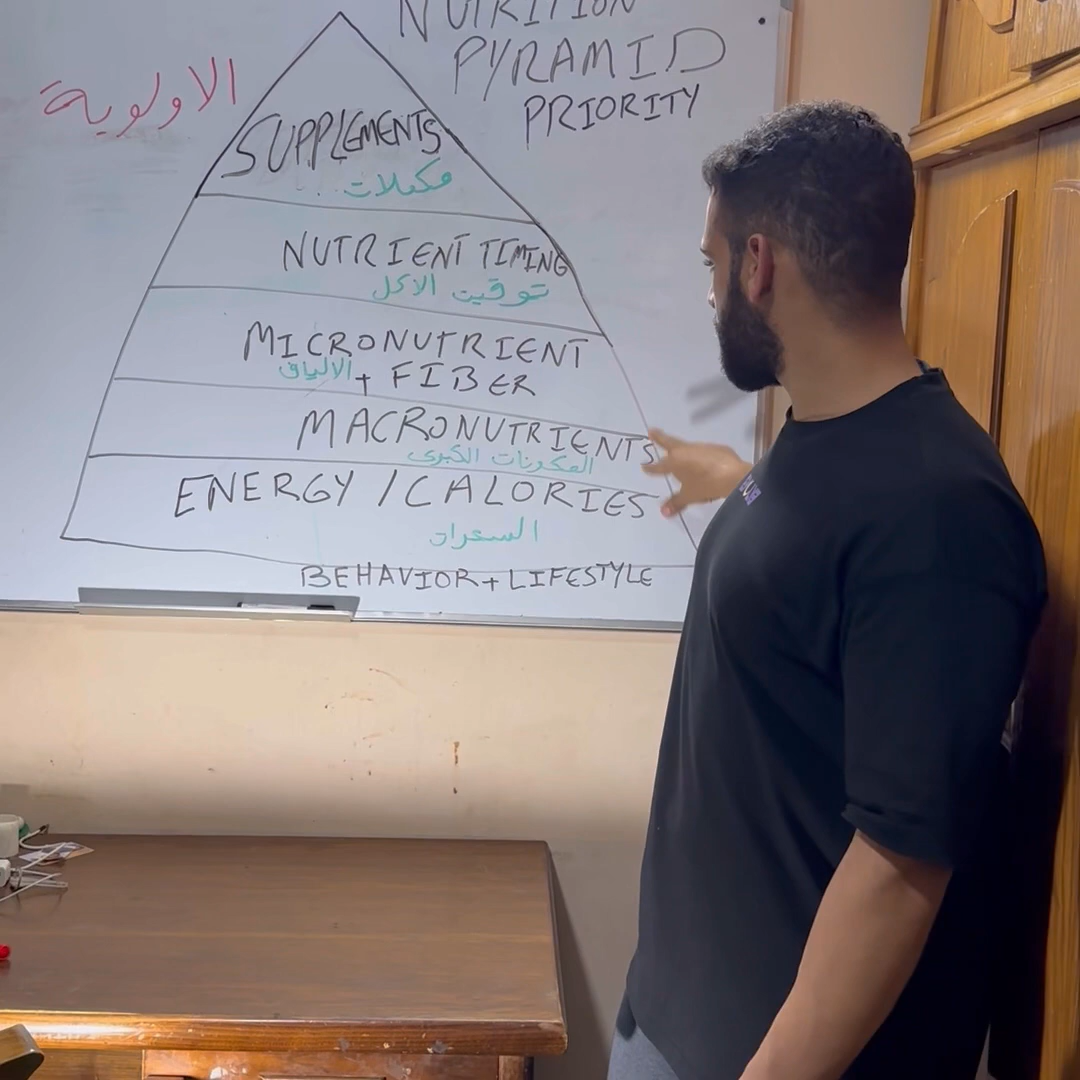 NUTRITION
PYRAMID
PRIORITY
الاولوية
SUPPLEMENTS
مكملات
NUTRIENT TIMING
توقيت الاكل
MICRONUTRIENT
الالياف + FIBER
MACRONUTRIENTS
المكونات الكبرى
ENERGY / CALORIES
السعرات
BEHAVIOR + LIFESTYLE